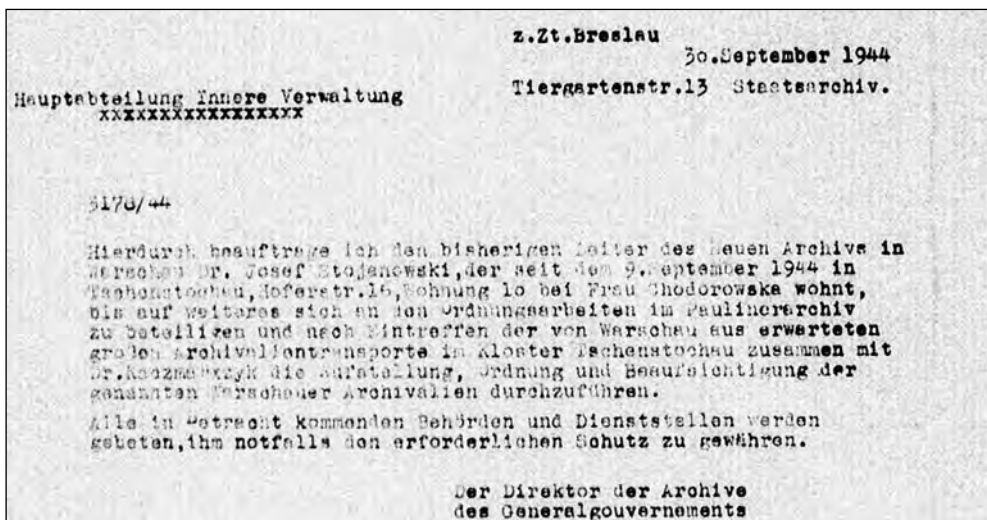 z.Zt.Breslau
30.September 1944
Tiergartenstr.13 Staatsarchiv.
Hauptabteilung Innere Verwaltung
xxxxxxxxxxxxxxxxx
5178/44
Hierdurch beauftrage ich den bisherigen Leiter des Neuen Archivs in
Warschau Dr. Josef Stojanowski,der seit dem 9.September 1944 in
Tschenstochau,Hoferstr.16,Wohnung 10 bei Frau Chodorowska wohnt,
bis auf weiteres sich an den Ordnungsarbeiten im Paulinerarchiv
zu beteiligen und nach Eintreffen der von Warschau aus erwarteten
großen Archivalientransporte im Kloster Tschenstochau zusammen mit
Dr.Kaczmarczyk die Aufstellung, Ordnung und Beaufsichtigung der
genannten Warschauer Archivalien durchzuführen.
Alle in Betracht kommenden Behörden und Dienststellen werden
gebeten,ihm notfalls den erforderlichen Schutz zu gewähren.
Der Direktor der Archive
des Generalgouvernements